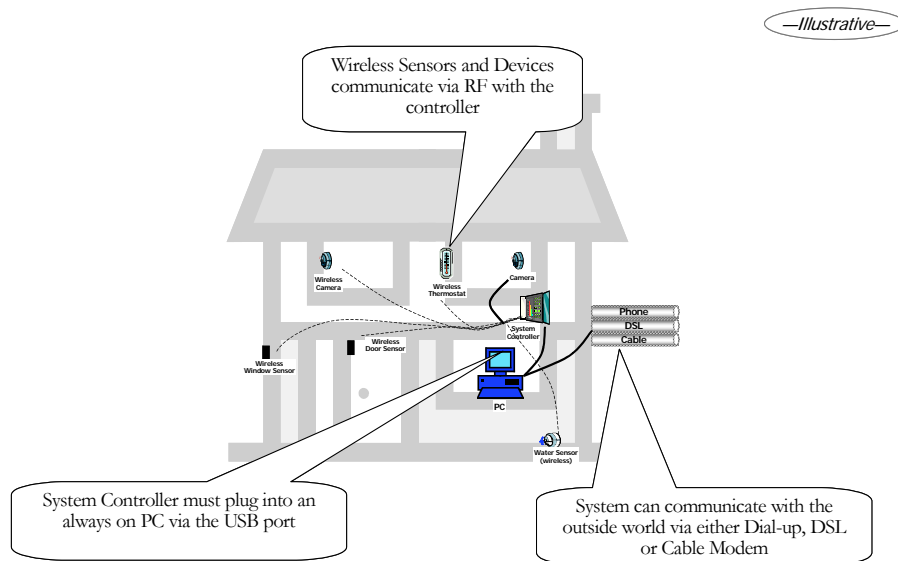 —Illustrative—
Wireless Sensors and Devices
communicate via RF with the
controller
Wireless
Camera
Wireless
Thermostat
Camera
System
Controller
Phone
DSL
Cable
Wireless
Door Sensor
Wireless
Window Sensor
PC
Water Sensor
(wireless)
System Controller must plug into an
always on PC via the USB port
System can communicate with the
outside world via either Dial-up, DSL
or Cable Modem